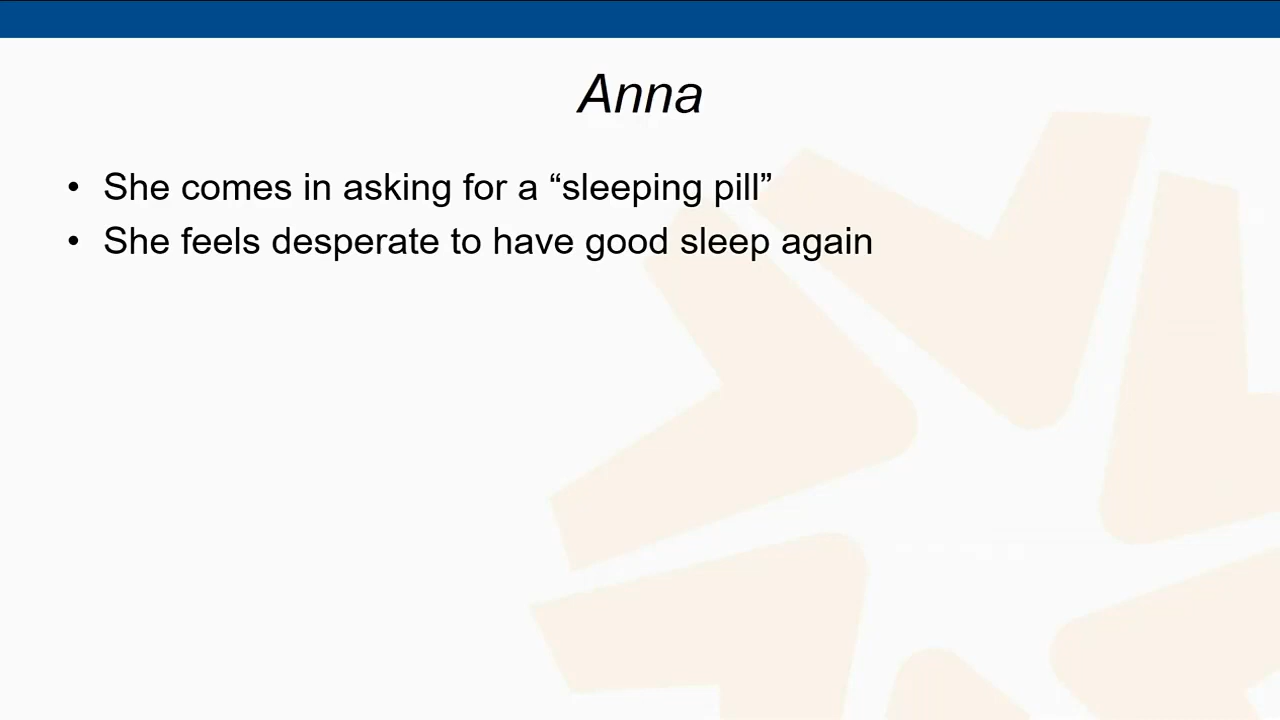 Anna
• She comes in asking for a “sleeping pill”
• She feels desperate to have good sleep again